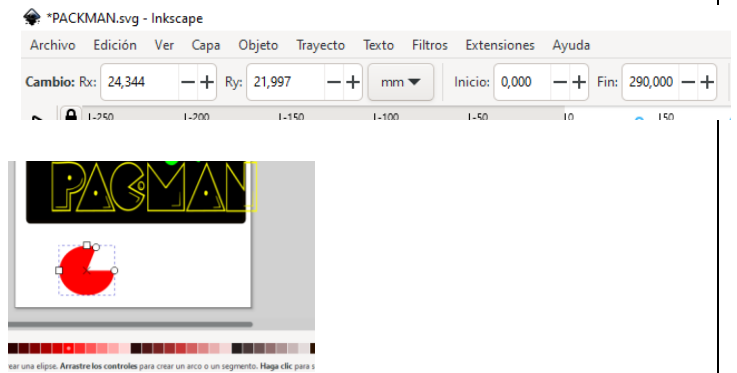 *PACKMAN.svg - Inkscape
Archivo Edición Ver Capa Objeto Trayecto Texto Filtros Extensiones Ayuda
Cambio: Rx: 24,344 −+ Ry: 21,997 −+ mm Inicio: 0,000 −+ Fin: 290,000 −+
-250 -200 -150 -100 -50 0 50
PACMAN
ear una elipse. Arrastre los controles para crear un arco o un segmento. Haga clic para s